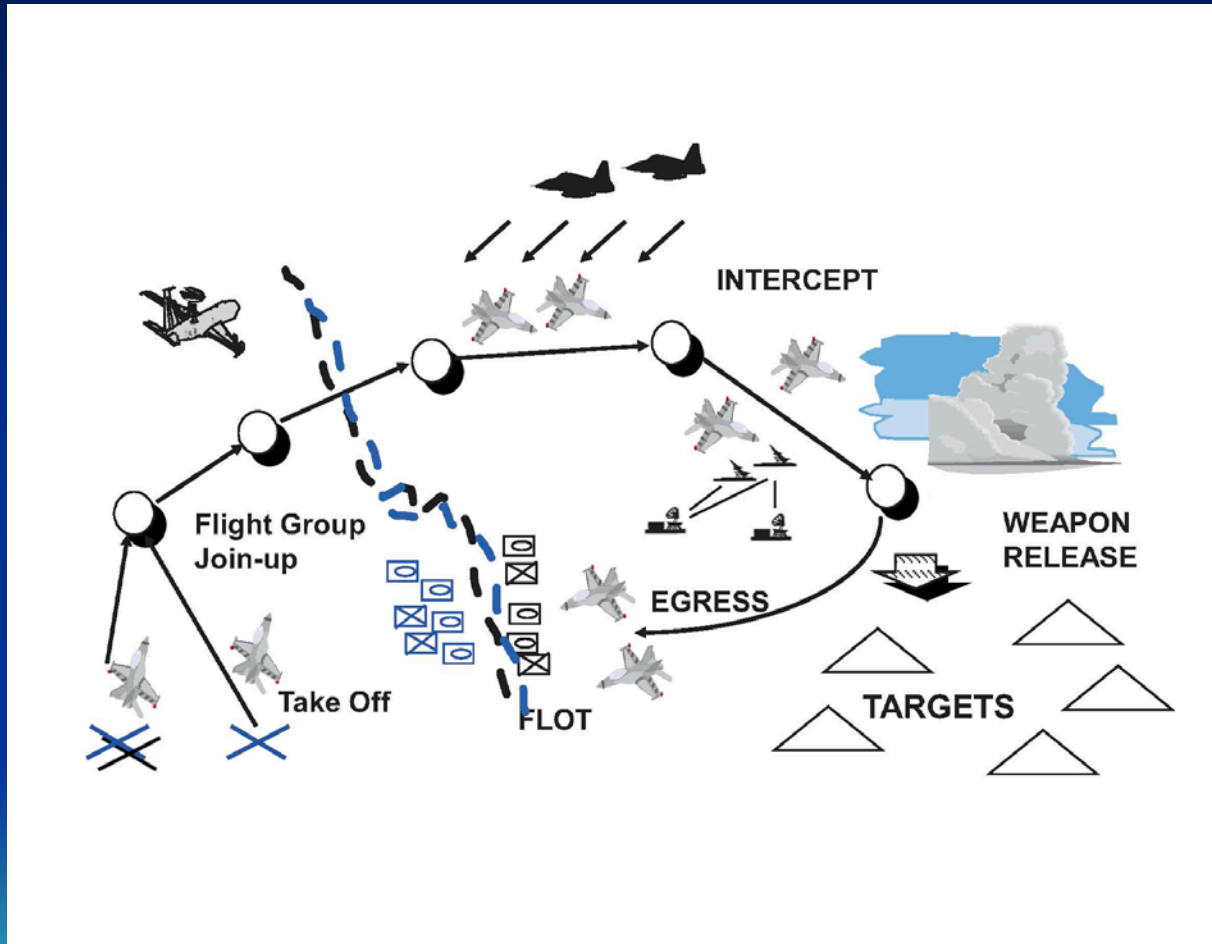 INTERCEPT
Flight Group
Join-up
WEAPON
RELEASE
EGRESS
Take Off
FLOT
TARGETS